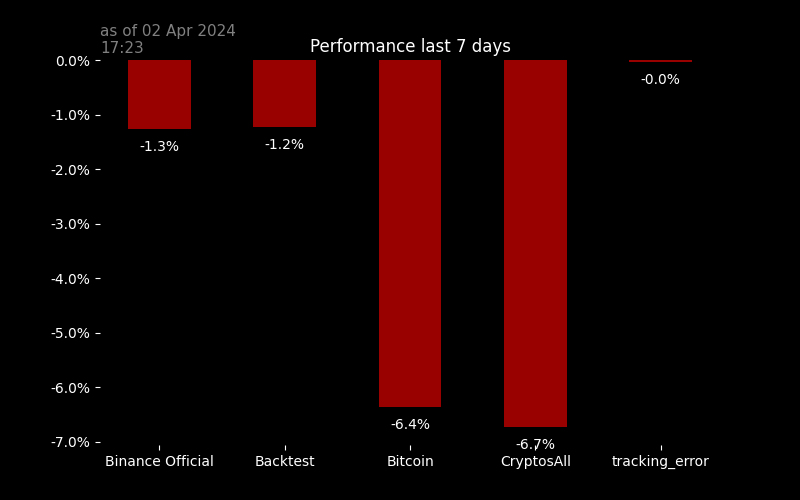 as of 02 Apr 2024
17:23
Performance last 7 days
0.0%
-1.0%
-2.0%
-3.0%
-4.0%
-5.0%
-6.0%
-7.0%
-1.3%
-1.2%
-6.4%
-6.7%
-0.0%
Binance Official
Backtest
Bitcoin
CryptosAll
tracking_error